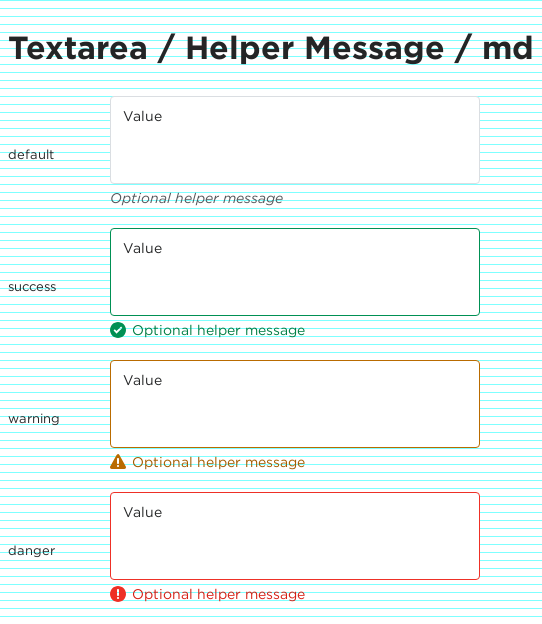 Textarea / Helper Message / md
Value
default
Optional helper message
Value
success
Optional helper message
Value
warning
Optional helper message
Value
danger
Optional helper message